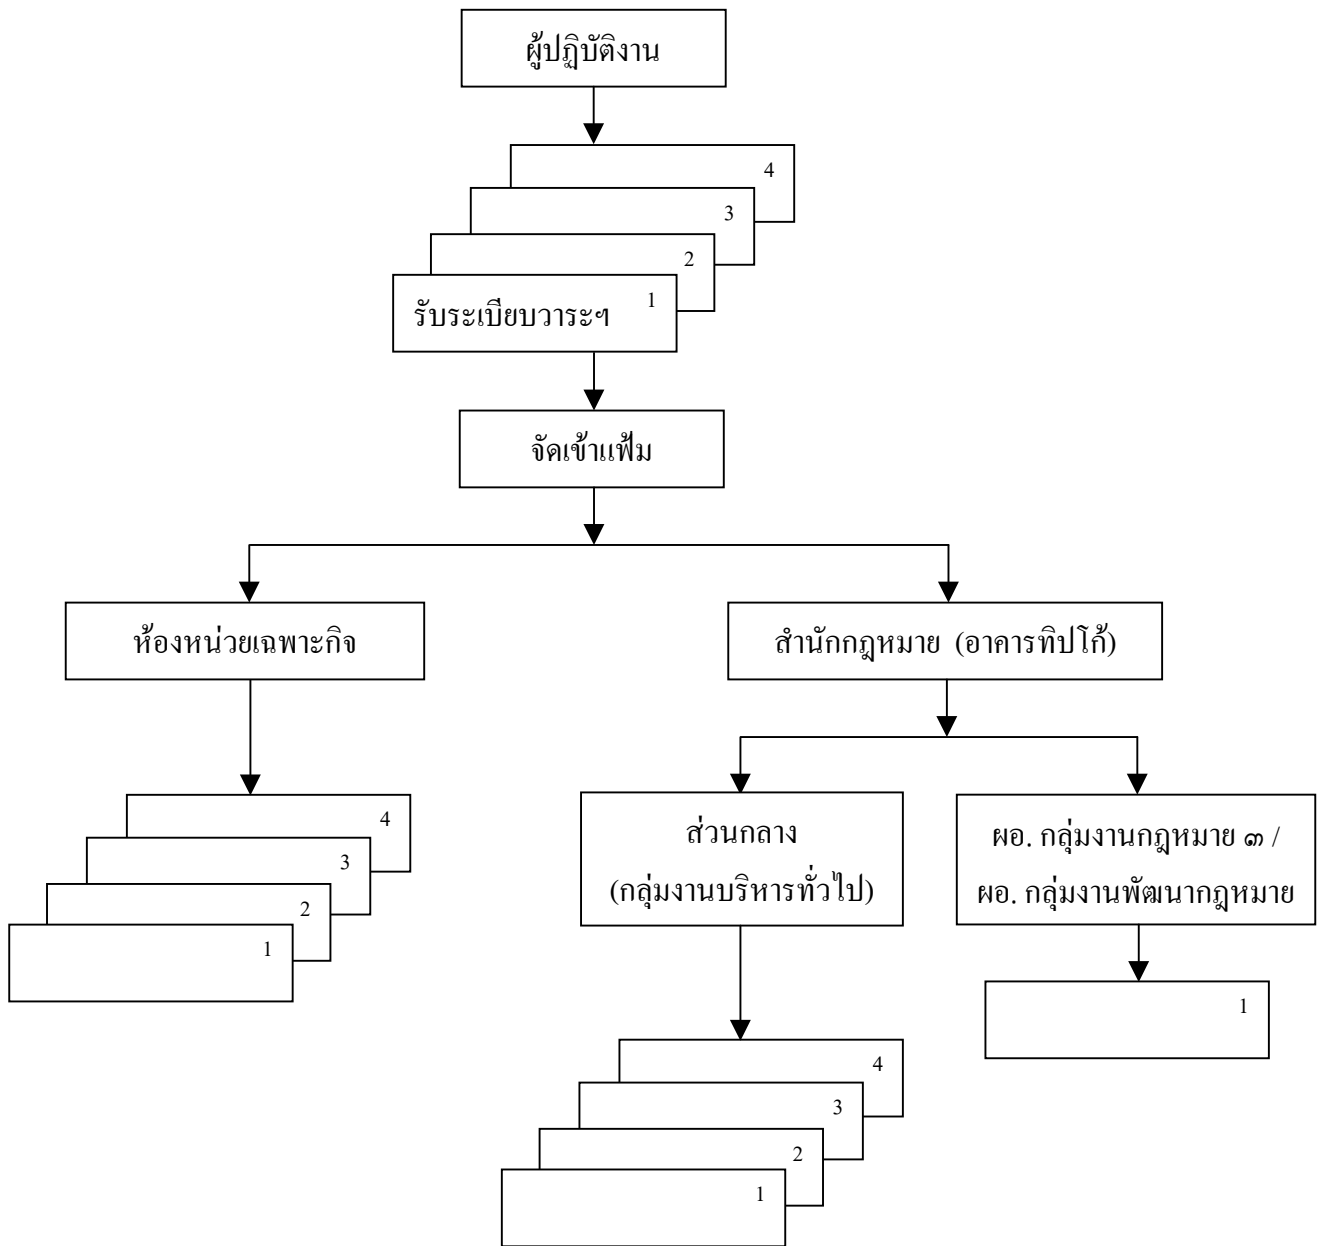 ผู้ปฏิบัติงาน
4
3
2
1
รับระเบียบวาระฯ
จัดเข้าแฟ้ม
ห้องหน่วยเฉพาะกิจ
สำนักกฎหมาย (อาคารทิปโก้)
4
3
2
1
ส่วนกลาง
(กลุ่มงานบริหารทั่วไป)
ผอ. กลุ่มงานกฎหมาย ๓ /
ผอ. กลุ่มงานพัฒนากฎหมาย
1
4
3
2
1